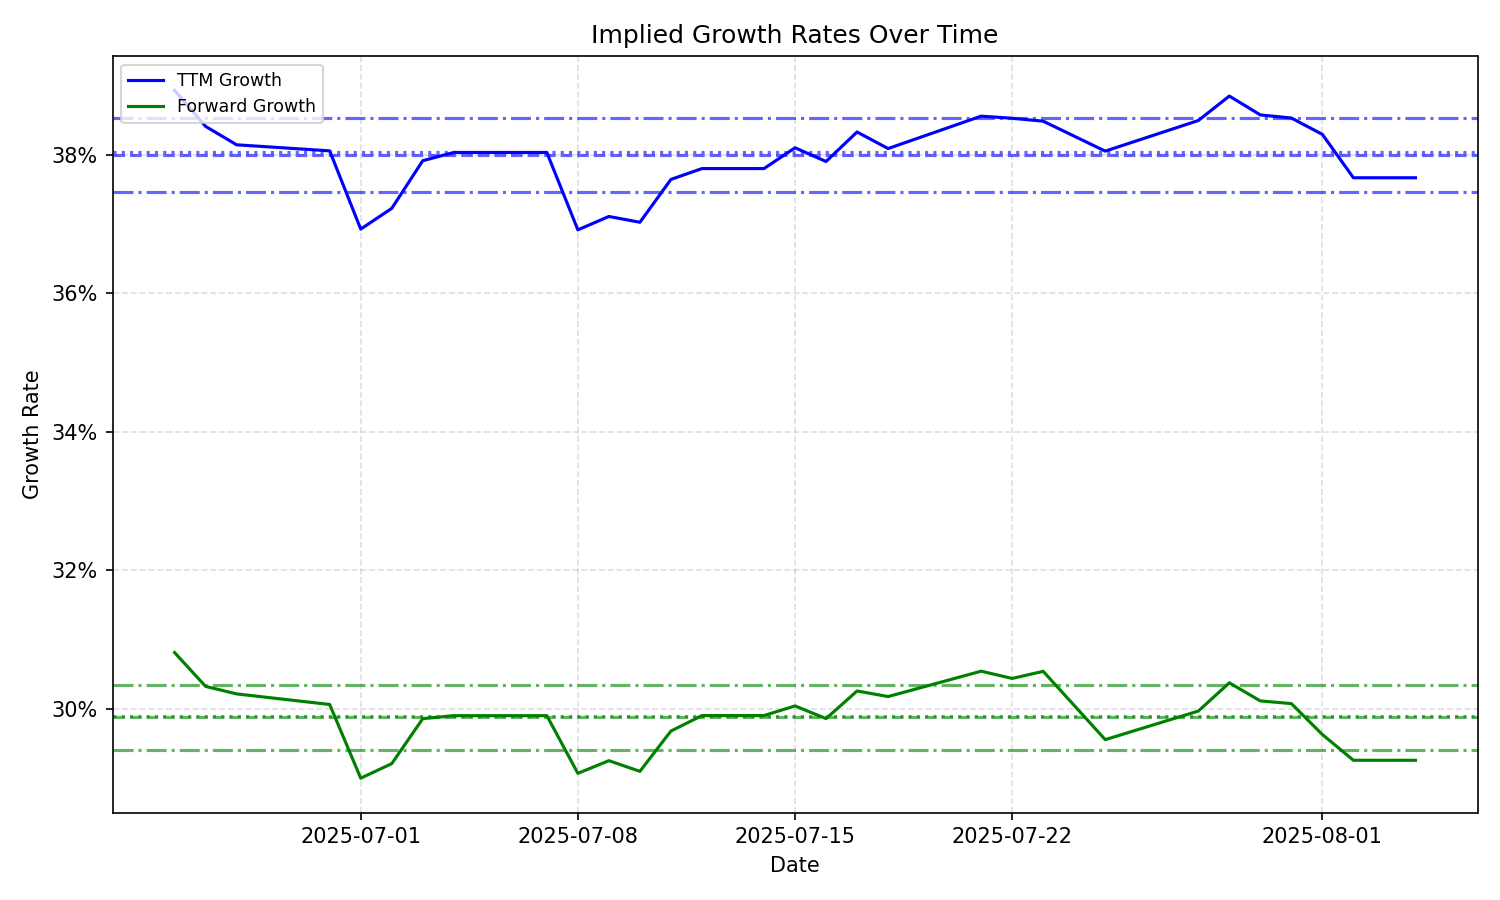 Implied Growth Rates Over Time
TTM Growth
Forward Growth
38%
36%
34%
32%
30%
Growth Rate
2025-07-01
2025-07-08
2025-07-15
2025-07-22
2025-08-01
Date